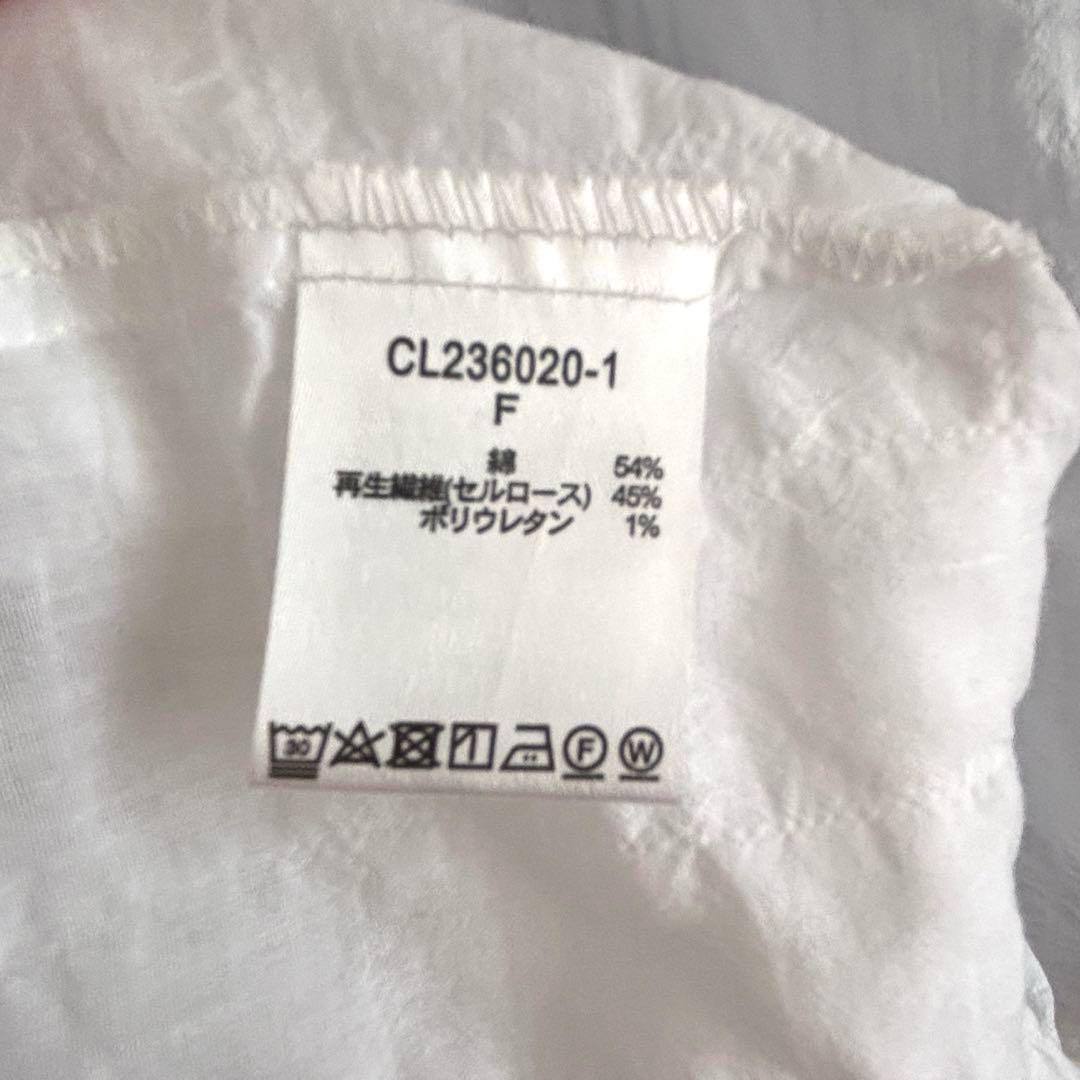 CL236020-1
F
綿 54%
再生繊維(セルロース) 45%
ポリウレタン 1%
30 F W